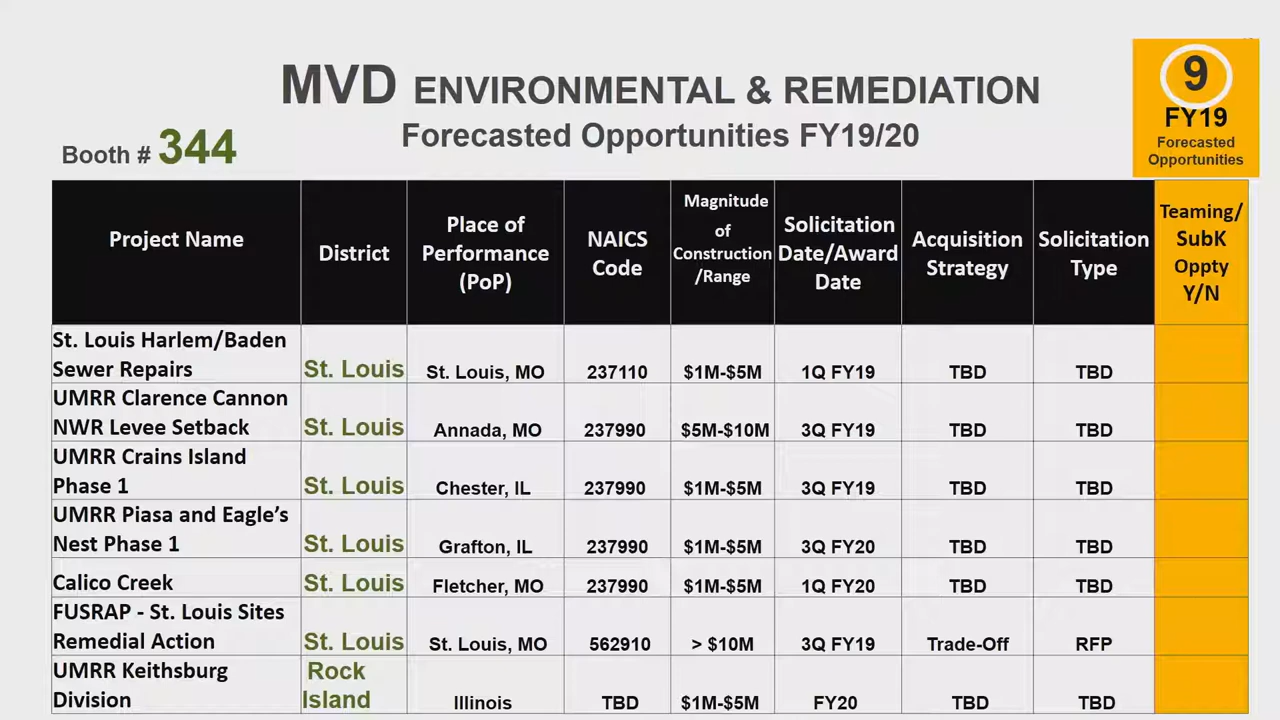 MVD ENVIRONMENTAL & REMEDIATION
Forecasted Opportunities FY19/20
Booth # 344
9
FY19
Forecasted
Opportunities
Project Name
District
Place of
Performance
(PoP)
NAICS
Code
Magnitude
of
Construction
/Range
Solicitation
Date/Award
Date
Acquisition
Strategy
Solicitation
Type
Teaming/
SubK
Oppty
Y/N
St. Louis Harlem/Baden
Sewer Repairs
St. Louis
St. Louis, MO
237110
$1M-$5M
1Q FY19
TBD
TBD
UMRR Clarence Cannon
NWR Levee Setback
St. Louis
Annada, MO
237990
$5M-$10M
3Q FY19
TBD
TBD
UMRR Crains Island
Phase 1
St. Louis
Chester, IL
237990
$1M-$5M
3Q FY19
TBD
TBD
UMRR Piasa and Eagle’s
Nest Phase 1
St. Louis
Grafton, IL
237990
$1M-$5M
3Q FY20
TBD
TBD
Calico Creek
St. Louis
Fletcher, MO
237990
$1M-$5M
1Q FY20
TBD
TBD
FUSRAP - St. Louis Sites
Remedial Action
St. Louis
St. Louis, MO
562910
> $10M
3Q FY19
Trade-Off
RFP
UMRR Keithsburg
Division
Rock
Island
Illinois
TBD
$1M-$5M
FY20
TBD
TBD